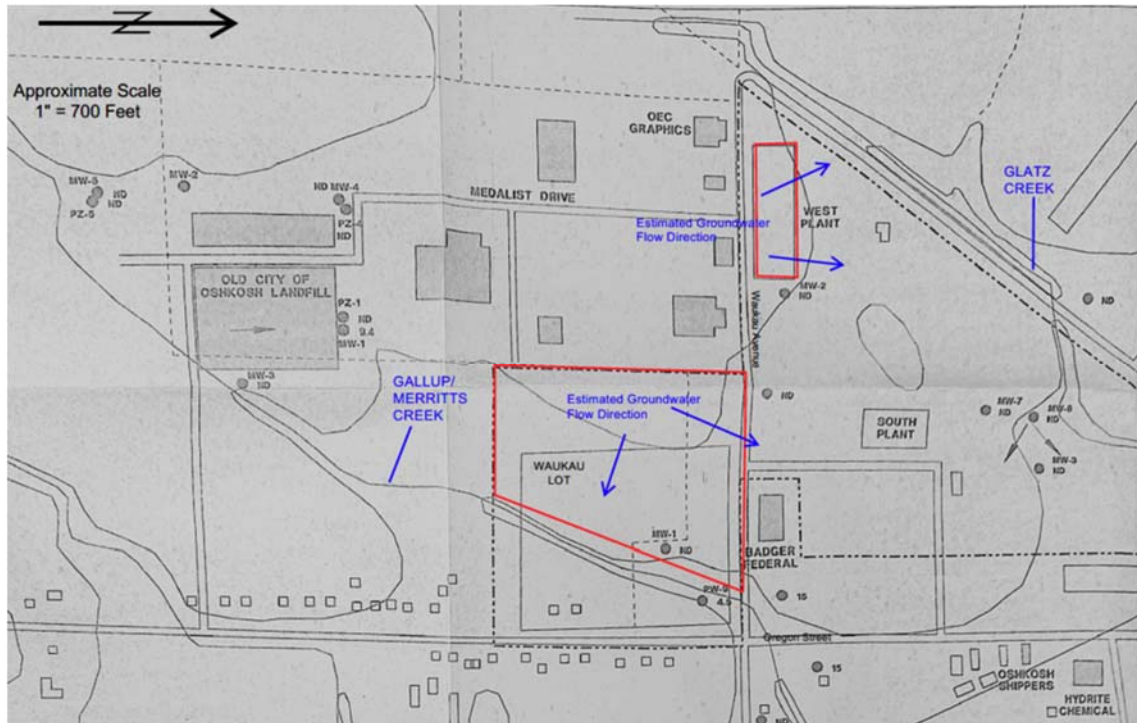 N
Approximate Scale
1" = 700 Feet
OEC
GRAPHICS
GLATZ
CREEK
MW-5
ND
ND
PZ-5
MW-2
ND
MW-4
PZ-4
ND
MEDALIST DRIVE
WEST
PLANT
Estimated Groundwater
Flow Direction
OLD CITY OF
OSHKOSH LANDFILL
PZ-1
ND
9.4
MW-1
MW-2
ND
ND
Waukau Avenue
MW-3
ND
GALLUP/
MERRITTS
CREEK
Estimated Groundwater
Flow Direction
ND
MW-7
ND
ND
SOUTH
PLANT
MW-3
ND
WAUKAU
LOT
MW-1
ND
BADGER
FEDERAL
4.5
15
Oregon Street
15
OSHKOSH
SHIPPERS
HYDRITE
CHEMICAL
ND